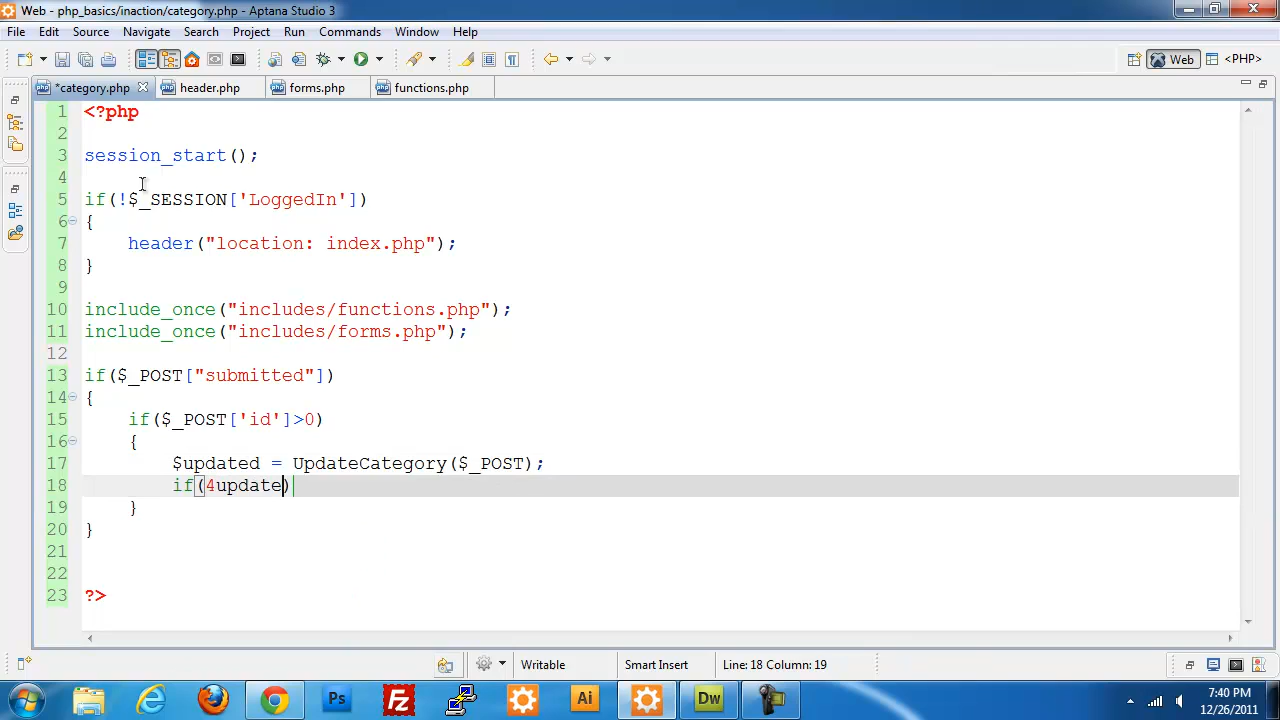 Web - php_basics/inaction/category.php - Aptana Studio 3
File Edit Source Navigate Search Project Run Commands Window Help
Web <PHP>
*category.php header.php forms.php functions.php
1 <?php
2
3 session_start();
4
5 if(!$_SESSION['LoggedIn'])
6 {
7 header("location: index.php");
8 }
9
10 include_once("includes/functions.php");
11 include_once("includes/forms.php");
12
13 if($_POST["submitted"])
14 {
15 if($_POST['id']>0)
16 {
17 $updated = UpdateCategory($_POST);
18 if(4update)
19 }
20 }
21
22
23 ?>
Writable Smart Insert Line: 18 Column: 19
Ps Fz Ai Dw
7:40 PM
12/26/2011